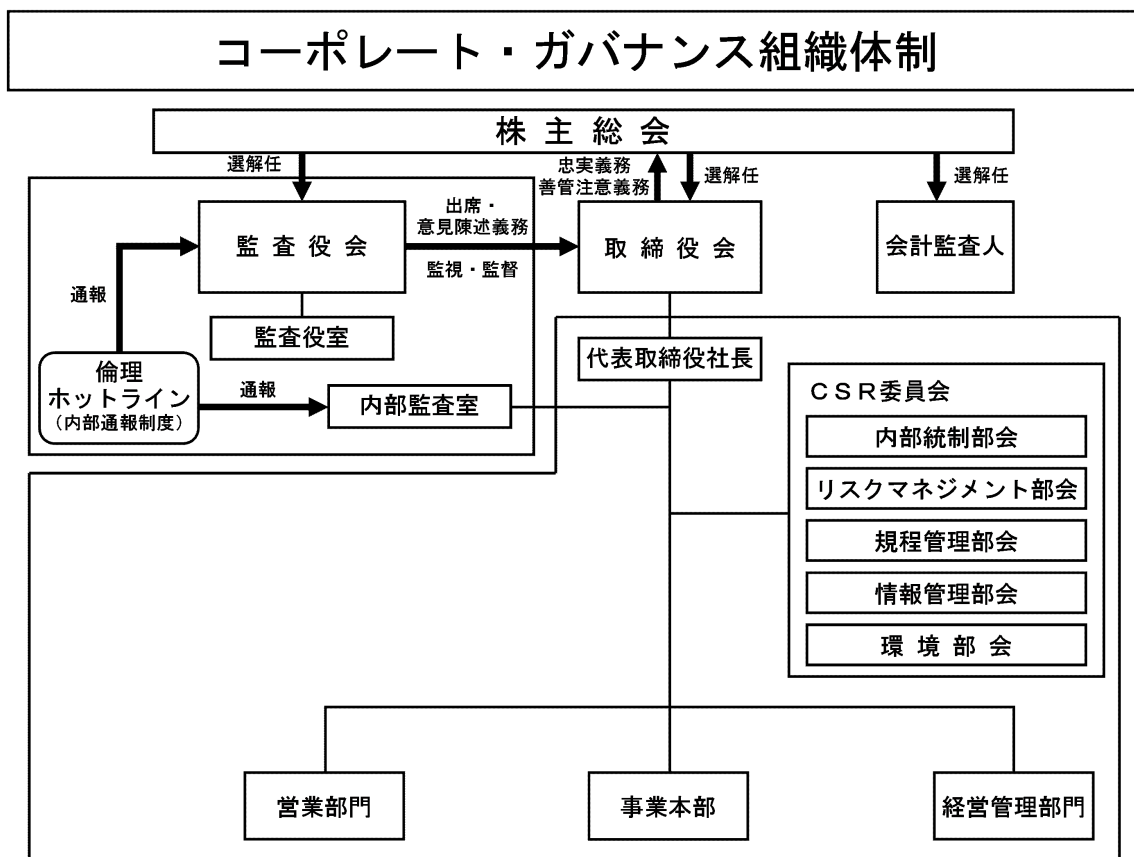 コーポレート・ガバナンス組織体制
株主総会
選解任
忠実義務
善管注意義務
選解任
選解任
監査役会
出席・
意見陳述義務
監視・監督
取締役会
会計監査人
通報
監査役室
代表取締役社長
倫理
ホットライン
(内部通報制度)
通報
内部監査室
CSR委員会
内部統制部会
リスクマネジメント部会
規程管理部会
情報管理部会
環境部会
営業部門
事業本部
経営管理部門